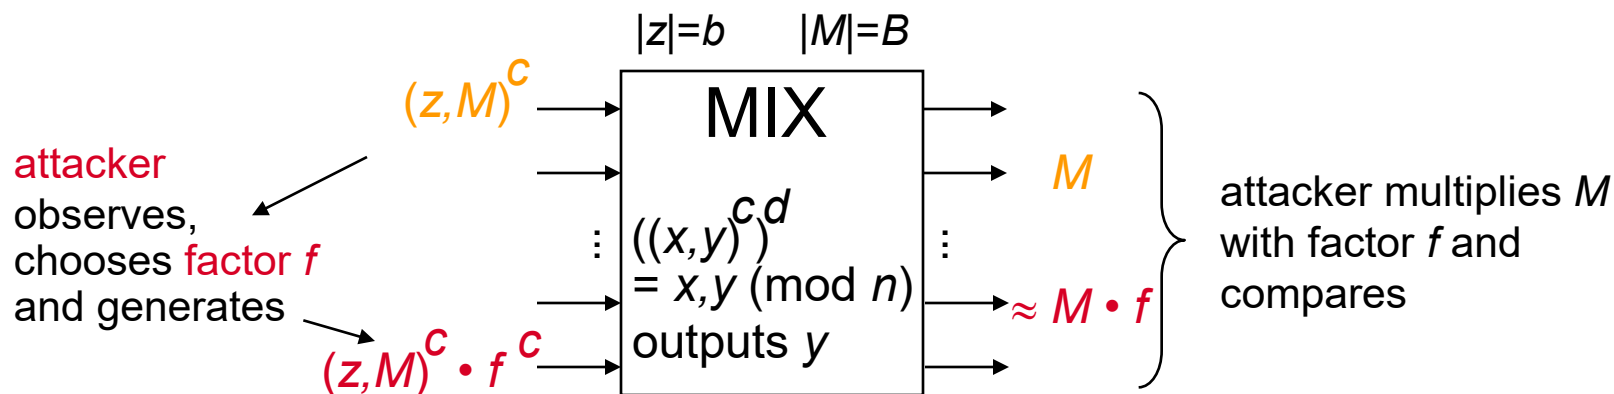 |z|=b |M|=B
(z,M)^c
MIX
attacker
observes,
chooses factor f
and generates
(z,M)^c • f^c
⋮ ((x,y)^c)^d ⋮
= x,y (mod n)
outputs y
M
≈ M • f
attacker multiplies M
with factor f and
compares